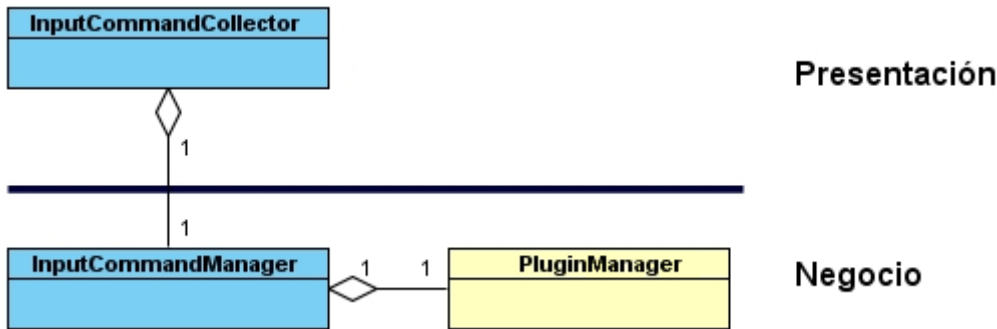 InputCommandCollector
Presentación
1
1
InputCommandManager
1
1
PluginManager
Negocio